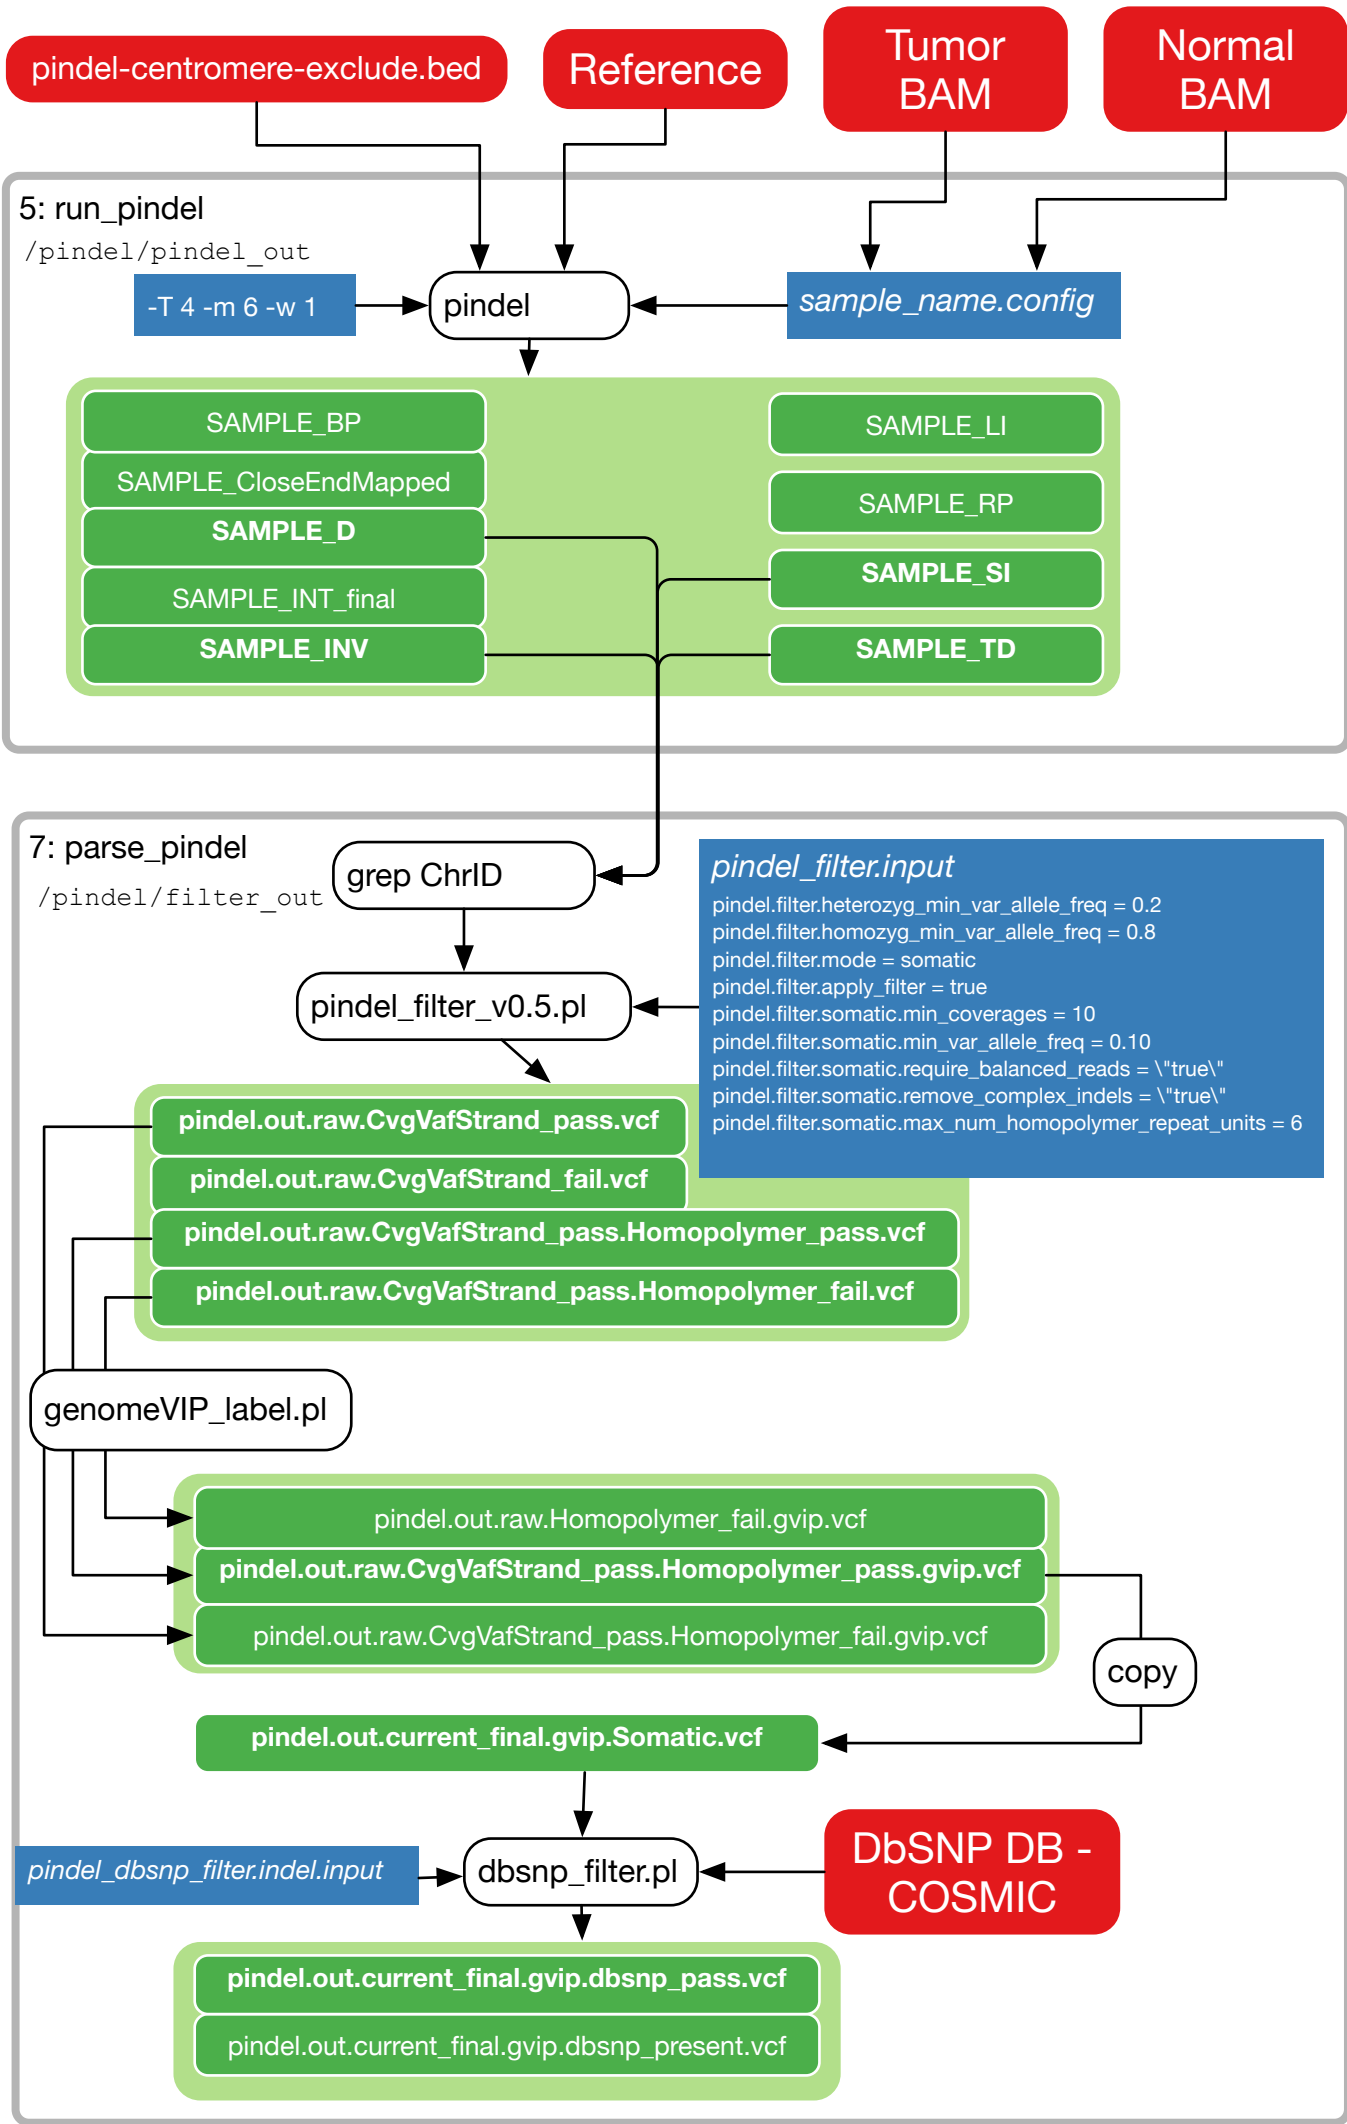 pindel-centromere-exclude.bed
Reference
Tumor
BAM
Normal
BAM
5: run_pindel
/pindel/pindel_out
-T 4 -m 6 -w 1
pindel
sample_name.config
SAMPLE_BP
SAMPLE_CloseEndMapped
SAMPLE_D
SAMPLE_INT_final
SAMPLE_INV
SAMPLE_LI
SAMPLE_RP
SAMPLE_SI
SAMPLE_TD
7: parse_pindel
/pindel/filter_out
grep ChrID
pindel_filter_v0.5.pl
pindel_filter.input
pindel.filter.heterozyg_min_var_allele_freq = 0.2
pindel.filter.homozyg_min_var_allele_freq = 0.8
pindel.filter.mode = somatic
pindel.filter.apply_filter = true
pindel.filter.somatic.min_coverages = 10
pindel.filter.somatic.min_var_allele_freq = 0.10
pindel.filter.somatic.require_balanced_reads = \"true\"
pindel.filter.somatic.remove_complex_indels = \"true\"
pindel.filter.somatic.max_num_homopolymer_repeat_units = 6
pindel.out.raw.CvgVafStrand_pass.vcf
pindel.out.raw.CvgVafStrand_fail.vcf
pindel.out.raw.CvgVafStrand_pass.Homopolymer_pass.vcf
pindel.out.raw.CvgVafStrand_pass.Homopolymer_fail.vcf
genomeVIP_label.pl
pindel.out.raw.Homopolymer_fail.gvip.vcf
pindel.out.raw.CvgVafStrand_pass.Homopolymer_pass.gvip.vcf
pindel.out.raw.CvgVafStrand_pass.Homopolymer_fail.gvip.vcf
copy
pindel.out.current_final.gvip.Somatic.vcf
pindel_dbsnp_filter.indel.input
dbsnp_filter.pl
DbSNP DB -
COSMIC
pindel.out.current_final.gvip.dbsnp_pass.vcf
pindel.out.current_final.gvip.dbsnp_present.vcf